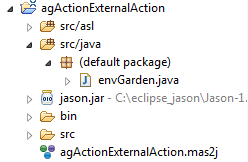 agActionExternalAction
src/asl
src/java
(default package)
envGarden.java
jason.jar - C:\eclipse_jason\Jason-1.
bin
src
agActionExternalAction.mas2j